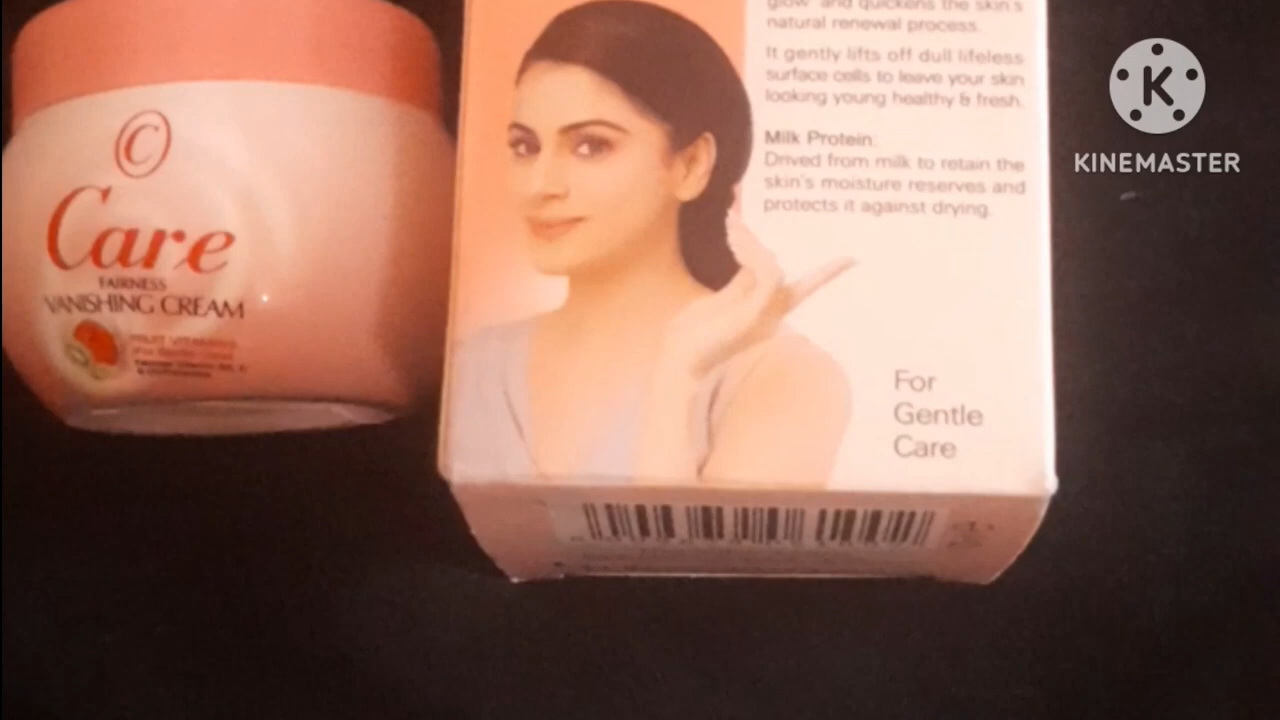 C
Care
FAIRNESS
VANISHING CREAM
FRUIT VITAMINS
glow and quickens the skin's
natural renewal process.
It gently lifts off dull lifeless
surface cells to leave your skin
looking young healthy & fresh.
Milk Protein:
Drived from milk to retain the
skin's moisture reserves and
protects it against drying.
For
Gentle
Care
K
KINEMASTER